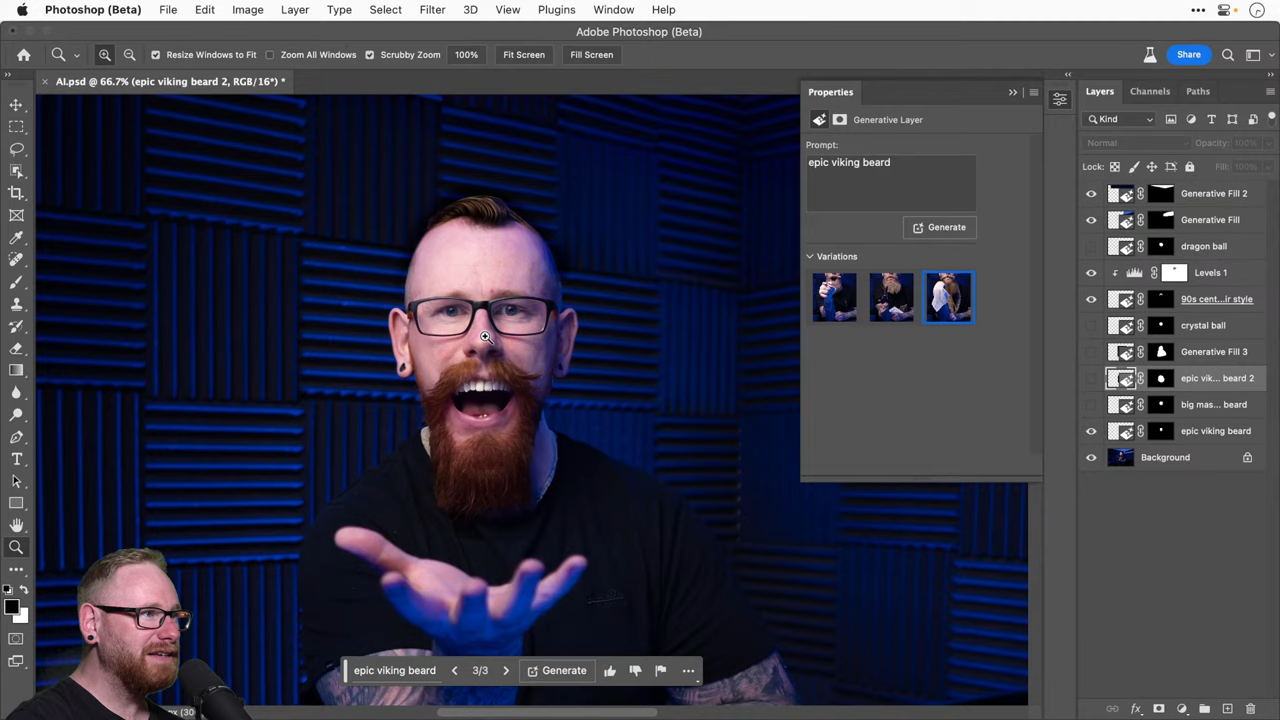 Photoshop (Beta) File Edit Image Layer Type Select Filter 3D View Plugins Window Help
Adobe Photoshop (Beta)
Resize Windows to Fit Zoom All Windows Scrubby Zoom 100% Fit Screen Fill Screen Share
AI.psd @ 66.7% (epic viking beard 2, RGB/16*) *
Properties
Generative Layer
Prompt:
epic viking beard
Generate
Variations
Layers Channels Paths
Kind
Normal Opacity: 100%
Lock: Fill: 100%
Generative Fill 2
Generative Fill
dragon ball
Levels 1
90s cent...ir style
crystal ball
Generative Fill 3
epic vik... beard 2
big mas... beard
epic viking beard
Background
epic viking beard 3/3 Generate
px (30